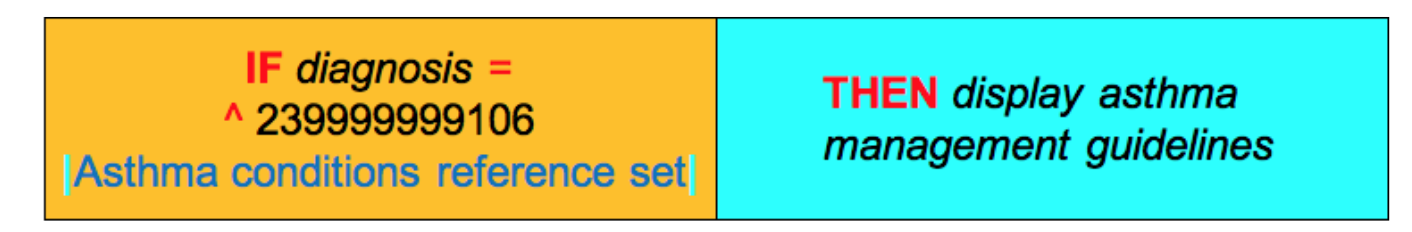 IF diagnosis =
^ 239999999106
|Asthma conditions reference set|
THEN display asthma
management guidelines